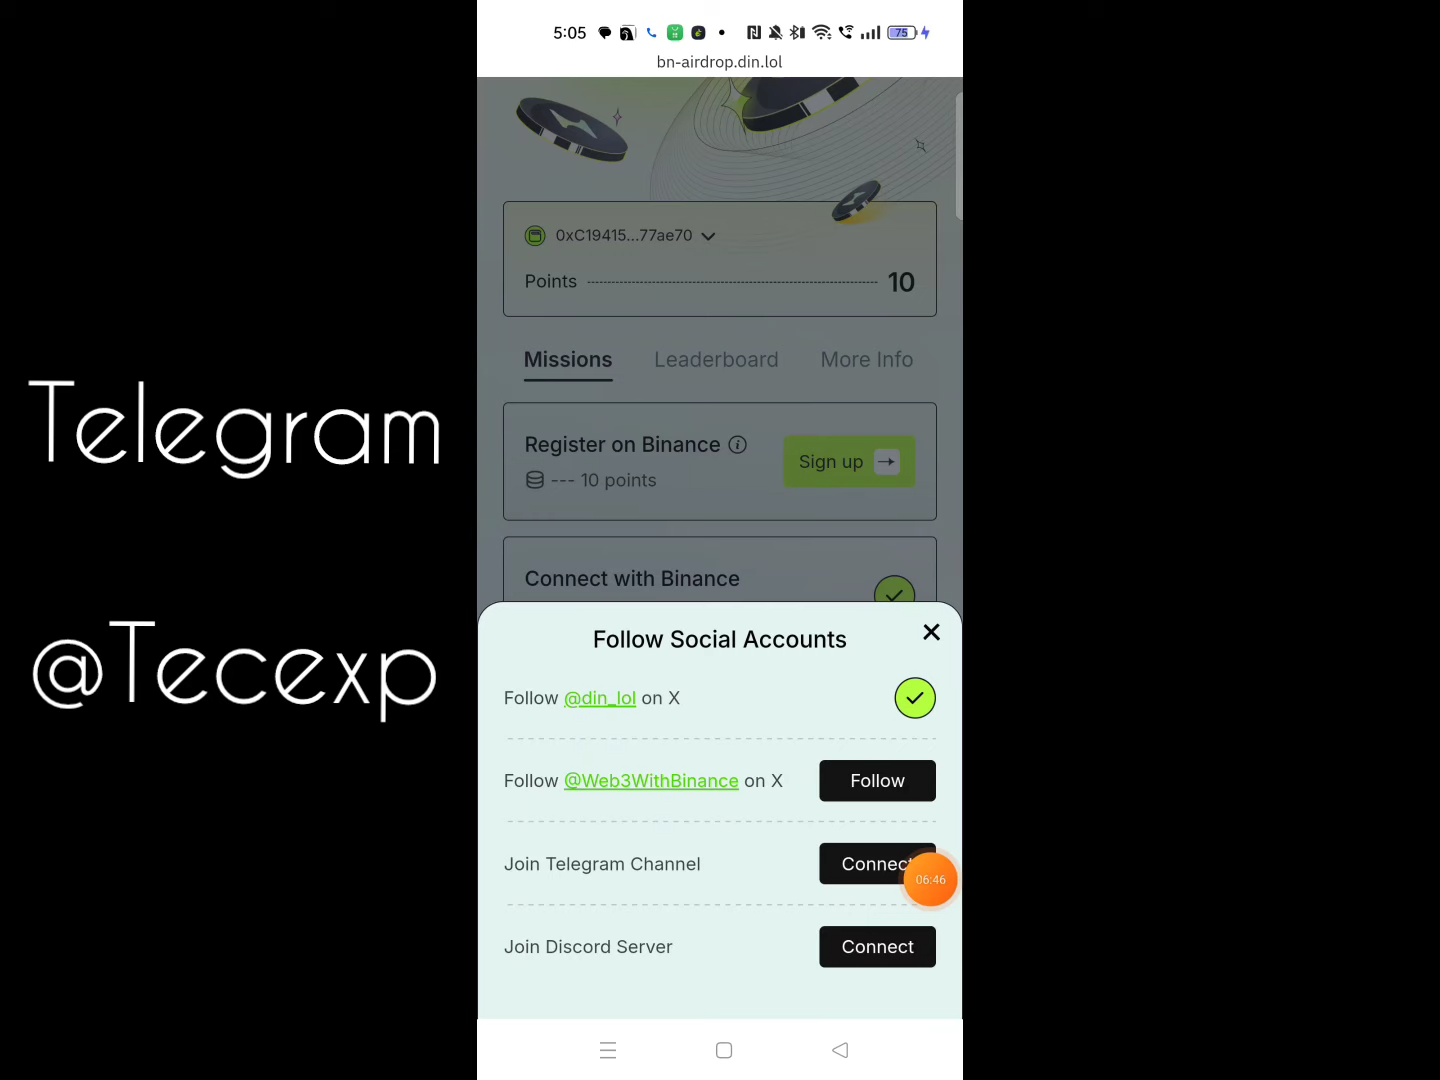 5:05
75
bn-airdrop.din.lol
0xC19415...77ae70
Points 10
Missions Leaderboard More Info
Register on Binance
Sign up
--- 10 points
Connect with Binance
Follow Social Accounts
Follow @din_lol on X
Follow @Web3WithBinance on X
Follow
Join Telegram Channel
Connect
06:46
Join Discord Server
Connect
Telegram
@Tecexp